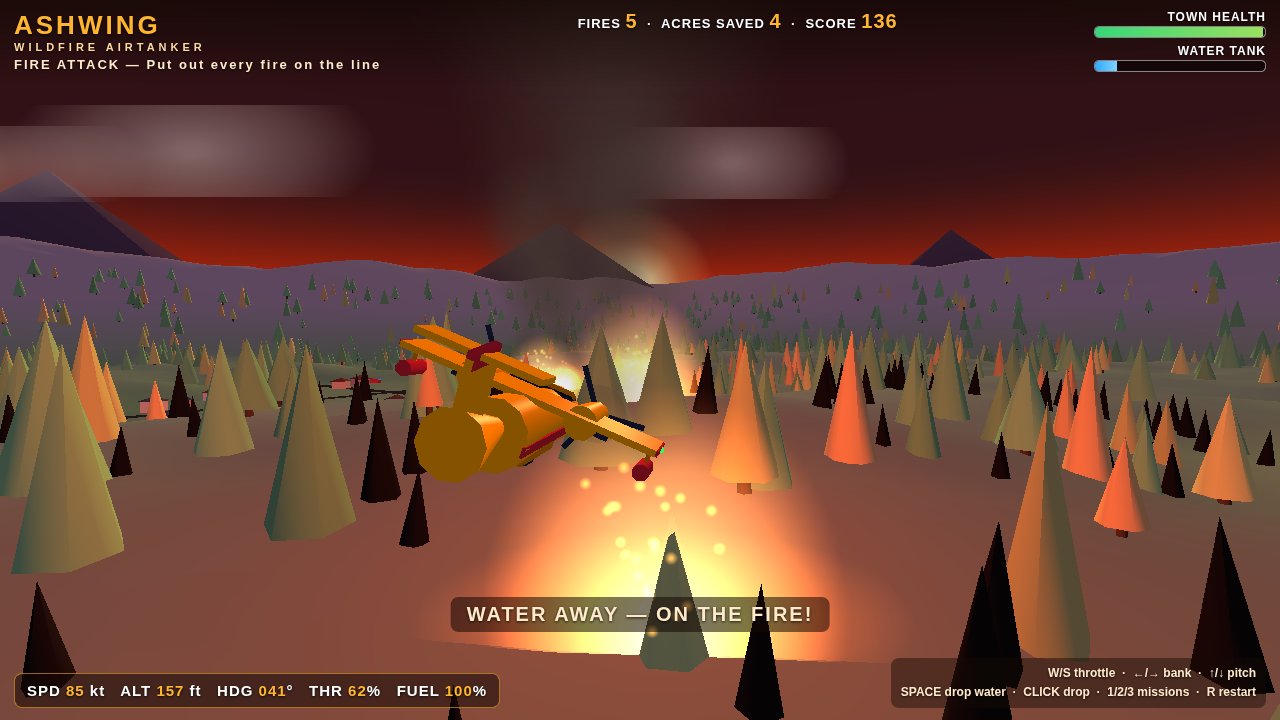 ASHWING
WILDFIRE AIRTANKER
FIRE ATTACK — Put out every fire on the line
FIRES 5 · ACRES SAVED 4 · SCORE 136
TOWN HEALTH
WATER TANK
WATER AWAY — ON THE FIRE!
SPD 85 kt ALT 157 ft HDG 041° THR 62% FUEL 100%
W/S throttle · ←/→ bank · ↑/↓ pitch
SPACE drop water · CLICK drop · 1/2/3 missions · R restart